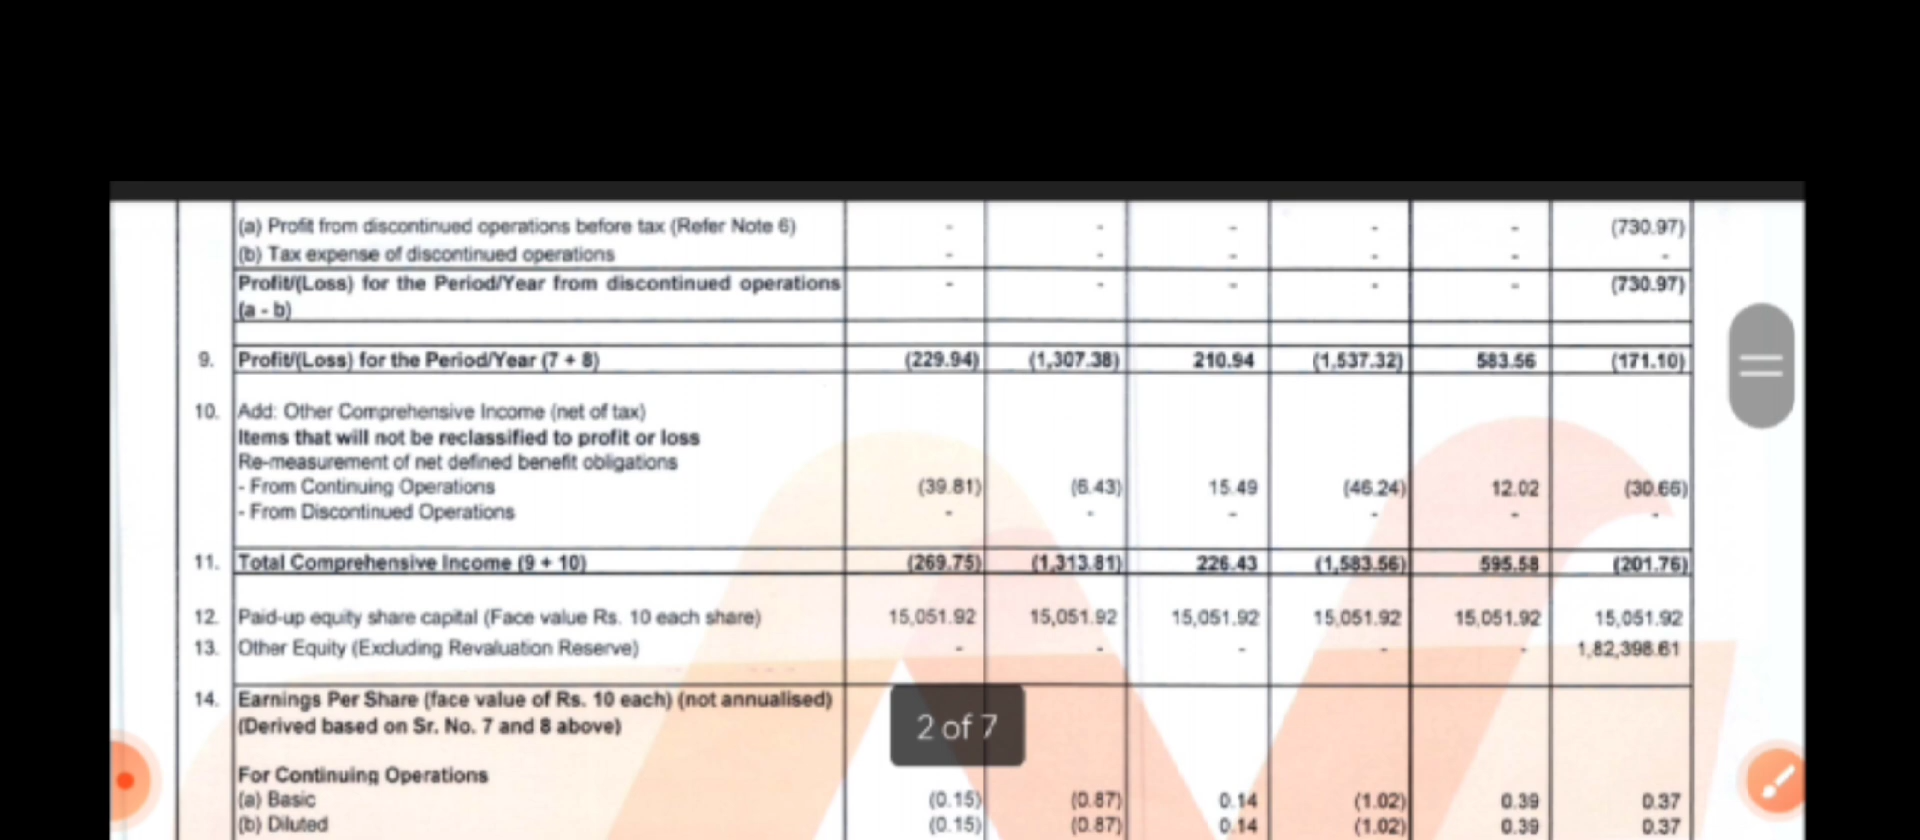 (a) Profit from discontinued operations before tax (Refer Note 6) - - - - - (730.97)
(b) Tax expense of discontinued operations - - - - - -
Profit/(Loss) for the Period/Year from discontinued operations - - - - - (730.97)
(a - b)
9. Profit/(Loss) for the Period/Year (7 + 8) (229.94) (1,307.38) 210.94 (1,537.32) 583.56 (171.10)
10. Add: Other Comprehensive Income (net of tax)
Items that will not be reclassified to profit or loss
Re-measurement of net defined benefit obligations
- From Continuing Operations (39.81) (6.43) 15.49 (46.24) 12.02 (30.66)
- From Discontinued Operations - - - - - -
11. Total Comprehensive Income (9 + 10) (269.75) (1,313.81) 226.43 (1,583.56) 595.58 (201.76)
12. Paid-up equity share capital (Face value Rs. 10 each share) 15,051.92 15,051.92 15,051.92 15,051.92 15,051.92 15,051.92
13. Other Equity (Excluding Revaluation Reserve) - - - - - 1,82,398.61
14. Earnings Per Share (face value of Rs. 10 each) (not annualised)
(Derived based on Sr. No. 7 and 8 above)
2 of 7
For Continuing Operations
(a) Basic (0.15) (0.87) 0.14 (1.02) 0.39 0.37
(b) Diluted (0.15) (0.87) 0.14 (1.02) 0.39 0.37